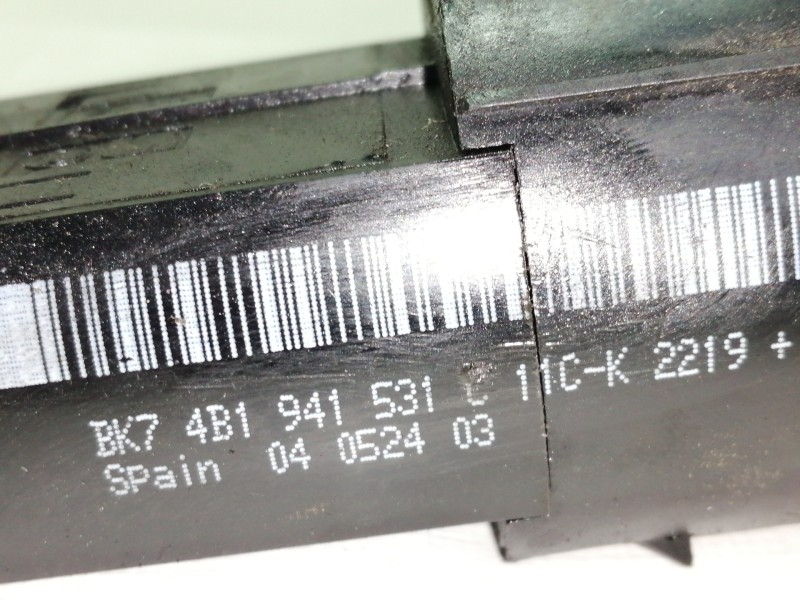 BK7 4B1 941 531 C 11C-K 2219 +
Spain 04 0524 03